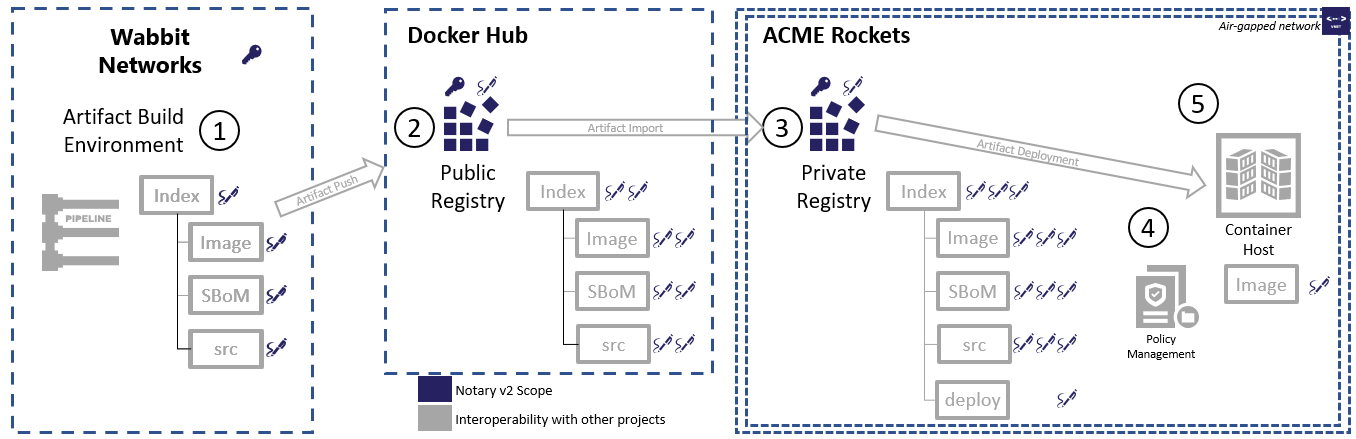 Wabbit
Networks
Artifact Build
Environment
1
PIPELINE
Index
Image
SBoM
src
Artifact Push
Docker Hub
2
Public
Registry
Index
Image
SBoM
src
Artifact Import
ACME Rockets
Air-gapped network
VNET
3
Private
Registry
Index
Image
SBoM
src
deploy
Artifact Deployment
4
Policy
Management
5
Container
Host
Image
Notary v2 Scope
Interoperability with other projects